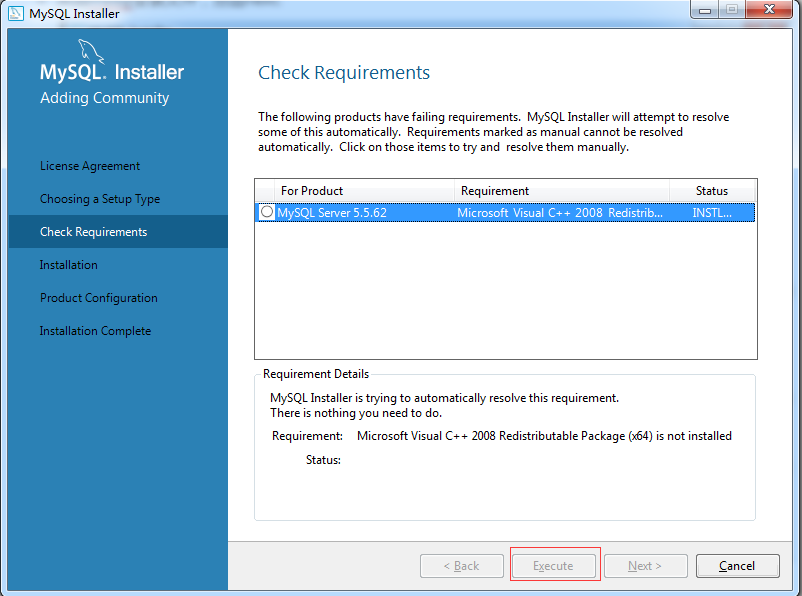 MySQL Installer
MySQL. Installer
Adding Community
License Agreement
Choosing a Setup Type
Check Requirements
Installation
Product Configuration
Installation Complete
Check Requirements
The following products have failing requirements. MySQL Installer will attempt to resolve
some of this automatically. Requirements marked as manual cannot be resolved
automatically. Click on those items to try and resolve them manually.
For Product Requirement Status
MySQL Server 5.5.62 Microsoft Visual C++ 2008 Redistrib... INSTL...
Requirement Details
MySQL Installer is trying to automatically resolve this requirement.
There is nothing you need to do.
Requirement: Microsoft Visual C++ 2008 Redistributable Package (x64) is not installed
Status:
< Back Execute Next > Cancel